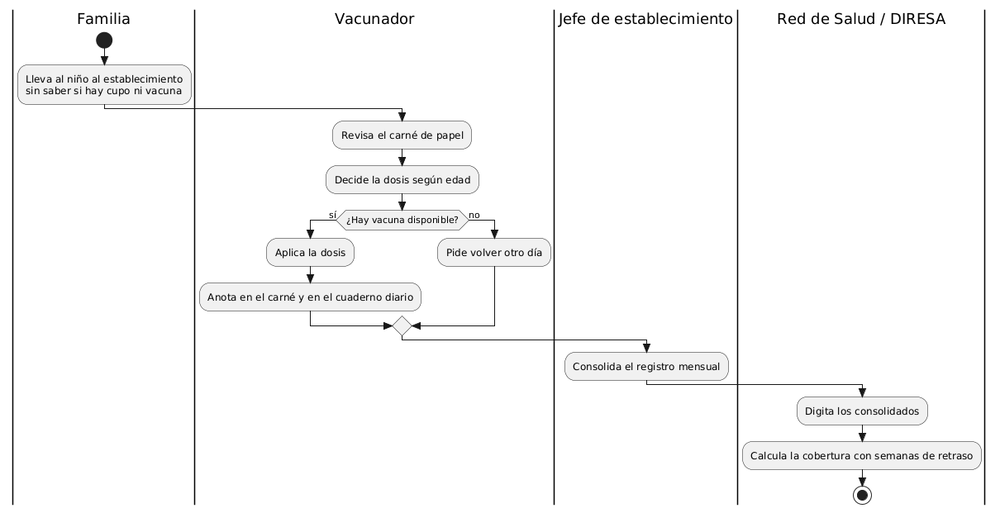 Familia
Vacunador
Jefe de establecimiento
Red de Salud / DIRESA
Lleva al niño al establecimiento
sin saber si hay cupo ni vacuna
Revisa el carné de papel
Decide la dosis según edad
sí
¿Hay vacuna disponible?
no
Aplica la dosis
Pide volver otro día
Anota en el carné y en el cuaderno diario
Consolida el registro mensual
Digita los consolidados
Calcula la cobertura con semanas de retraso